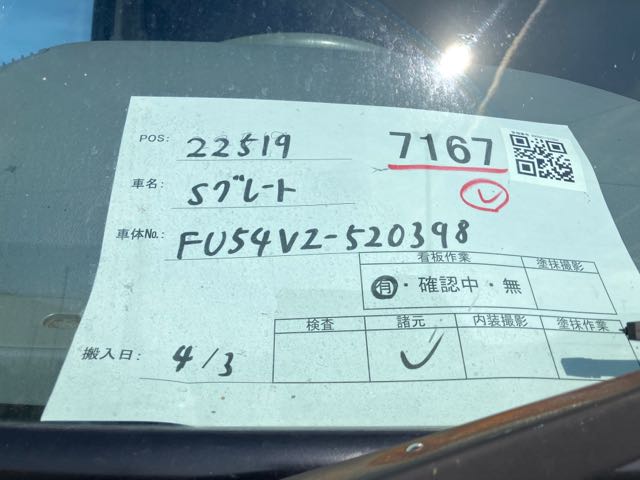 POS: 22519 7167
車名: Sグレート
車体No.: FU54VZ-520398
看板作業 塗抹撮影
有・確認中・無
検査 諸元 内装撮影 塗抹作業
搬入日: 4/3